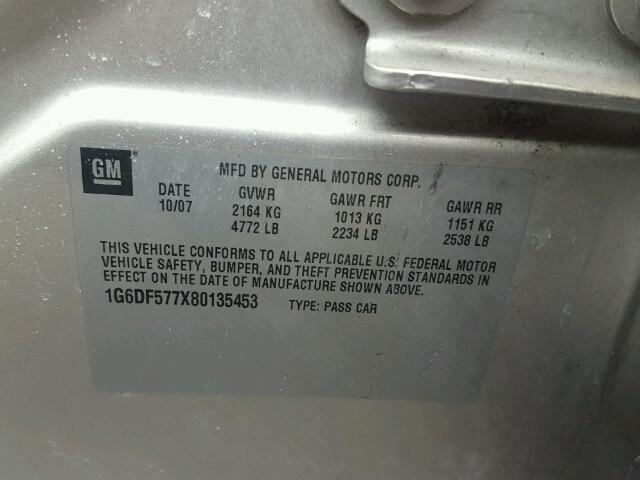 GM
MFD BY GENERAL MOTORS CORP.
DATE GVWR GAWR FRT GAWR RR
10/07 2164 KG 1013 KG 1151 KG
4772 LB 2234 LB 2538 LB
THIS VEHICLE CONFORMS TO ALL APPLICABLE U.S. FEDERAL MOTOR
VEHICLE SAFETY, BUMPER, AND THEFT PREVENTION STANDARDS IN
EFFECT ON THE DATE OF MANUFACTURE SHOWN ABOVE.
1G6DF577X80135453 TYPE: PASS CAR